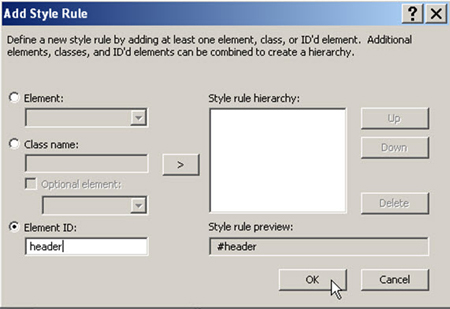 Add Style Rule
Define a new style rule by adding at least one element, class, or ID'd element. Additional
elements, classes, and ID'd elements can be combined to create a hierarchy.
Element:
Style rule hierarchy:
Up
Class name:
Down
>
Optional element:
Delete
Element ID:
Style rule preview:
header
#header
OK
Cancel